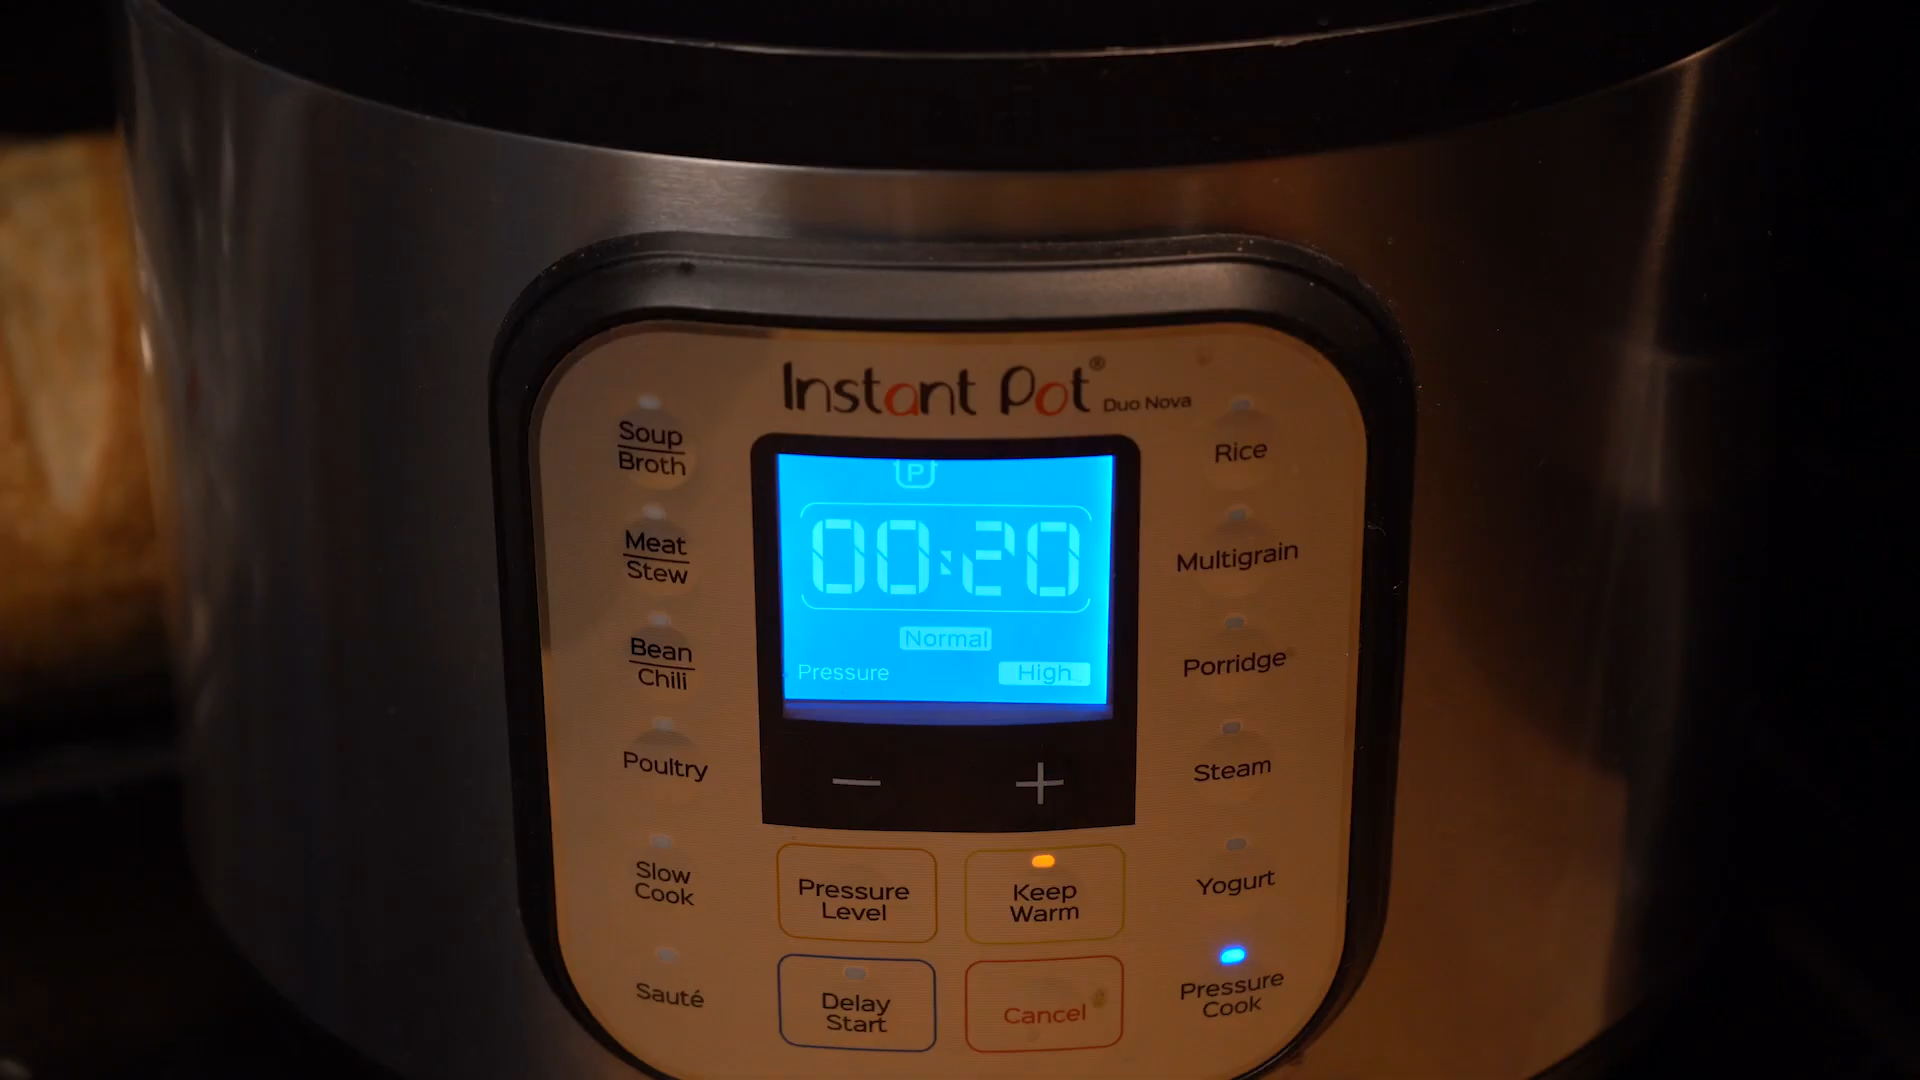 Instant Pot® Duo Nova
Soup
Broth
Meat
Stew
Bean
Chili
Poultry
Slow
Cook
Sauté
P
00:20
Normal
Pressure High
− +
Pressure
Level
Keep
Warm
Delay
Start
Cancel
Rice
Multigrain
Porridge
Steam
Yogurt
Pressure
Cook